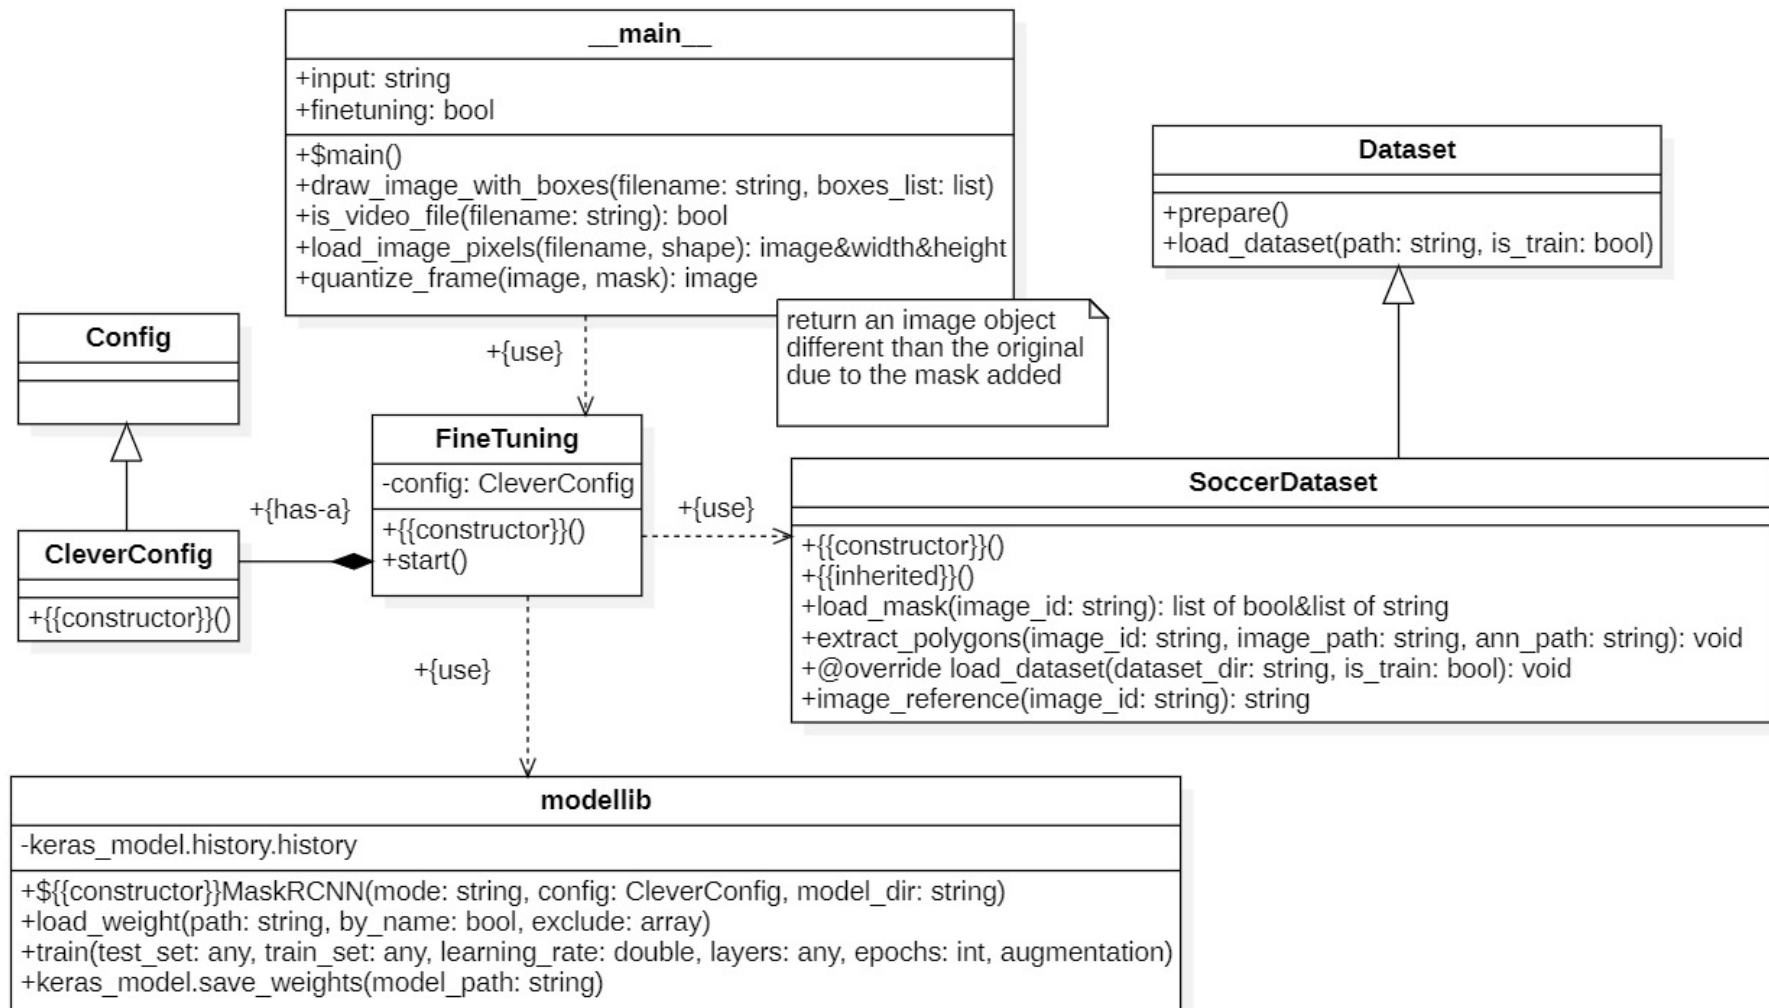 __main__
+input: string
+finetuning: bool
+$main()
+draw_image_with_boxes(filename: string, boxes_list: list)
+is_video_file(filename: string): bool
+load_image_pixels(filename, shape): image&width&height
+quantize_frame(image, mask): image
return an image object
different than the original
due to the mask added
Dataset
+prepare()
+load_dataset(path: string, is_train: bool)
Config
+{use}
FineTuning
-config: CleverConfig
+{{constructor}}()
+start()
+{has-a}
CleverConfig
+{{constructor}}()
+{use}
SoccerDataset
+{{constructor}}()
+{{inherited}}()
+load_mask(image_id: string): list of bool&list of string
+extract_polygons(image_id: string, image_path: string, ann_path: string): void
+@override load_dataset(dataset_dir: string, is_train: bool): void
+image_reference(image_id: string): string
+{use}
modellib
-keras_model.history.history
+${{constructor}}MaskRCNN(mode: string, config: CleverConfig, model_dir: string)
+load_weight(path: string, by_name: bool, exclude: array)
+train(test_set: any, train_set: any, learning_rate: double, layers: any, epochs: int, augmentation)
+keras_model.save_weights(model_path: string)